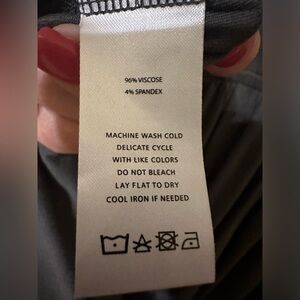 96% VISCOSE
4% SPANDEX
MACHINE WASH COLD
DELICATE CYCLE
WITH LIKE COLORS
DO NOT BLEACH
LAY FLAT TO DRY
COOL IRON IF NEEDED